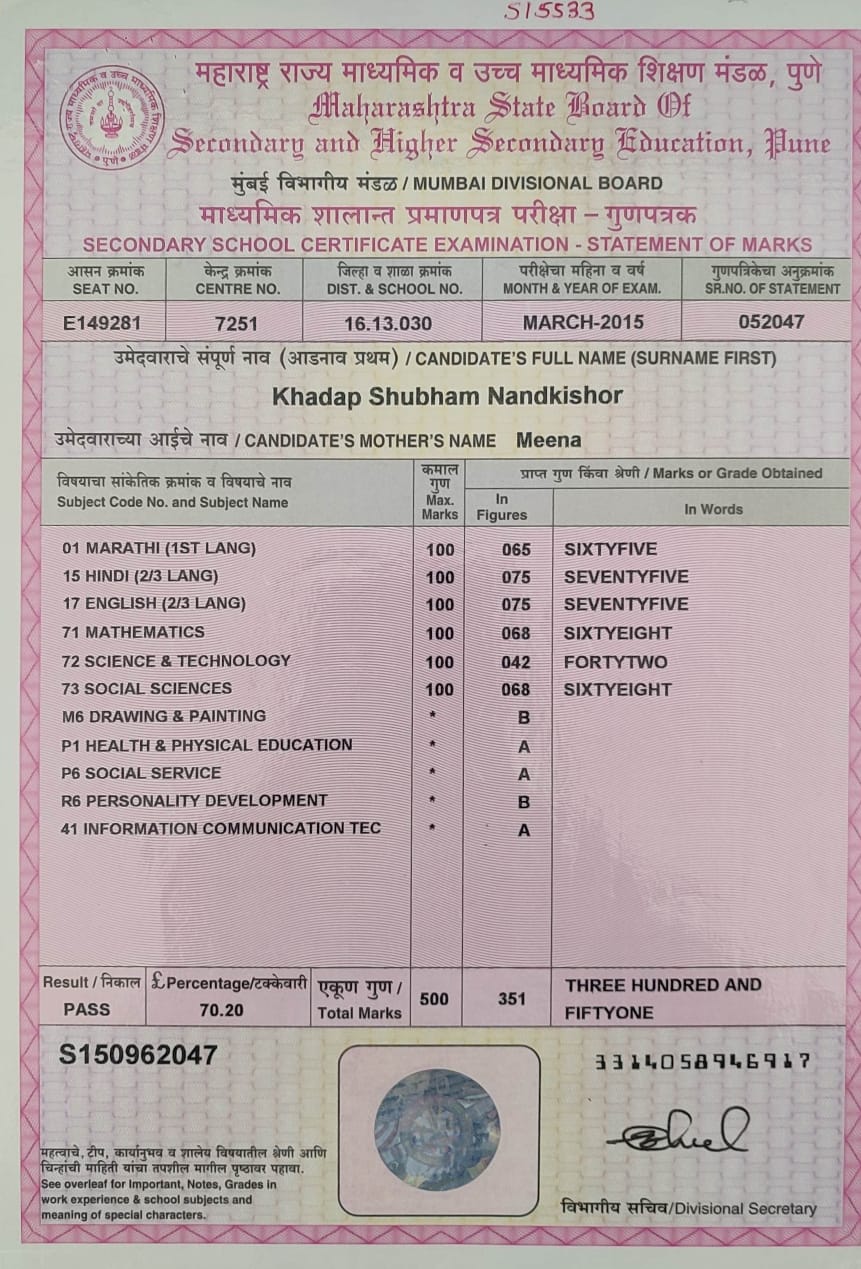 S15533
महाराष्ट्र राज्य माध्यमिक व उच्च माध्यमिक शिक्षण मंडळ, पुणे
Maharashtra State Board Of
Secondary and Higher Secondary Education, Pune
मुंबई विभागीय मंडळ / MUMBAI DIVISIONAL BOARD
माध्यमिक शालान्त प्रमाणपत्र परीक्षा – गुणपत्रक
SECONDARY SCHOOL CERTIFICATE EXAMINATION - STATEMENT OF MARKS
आसन क्रमांक केन्द्र क्रमांक जिल्हा व शाळा क्रमांक परीक्षेचा महिना व वर्ष गुणपत्रिकेचा अनुक्रमांक
SEAT NO. CENTRE NO. DIST. & SCHOOL NO. MONTH & YEAR OF EXAM. SR.NO. OF STATEMENT
E149281 7251 16.13.030 MARCH-2015 052047
उमेदवाराचे संपूर्ण नाव (आडनाव प्रथम) / CANDIDATE'S FULL NAME (SURNAME FIRST)
Khadap Shubham Nandkishor
उमेदवाराच्या आईचे नाव / CANDIDATE'S MOTHER'S NAME Meena
विषयाचा सांकेतिक क्रमांक व विषयाचे नाव
Subject Code No. and Subject Name
कमाल
गुण
Max.
Marks
प्राप्त गुण किंवा श्रेणी / Marks or Grade Obtained
In
Figures
In Words
01 MARATHI (1ST LANG) 100 065 SIXTYFIVE
15 HINDI (2/3 LANG) 100 075 SEVENTYFIVE
17 ENGLISH (2/3 LANG) 100 075 SEVENTYFIVE
71 MATHEMATICS 100 068 SIXTYEIGHT
72 SCIENCE & TECHNOLOGY 100 042 FORTYTWO
73 SOCIAL SCIENCES 100 068 SIXTYEIGHT
M6 DRAWING & PAINTING * B
P1 HEALTH & PHYSICAL EDUCATION * A
P6 SOCIAL SERVICE * A
R6 PERSONALITY DEVELOPMENT * B
41 INFORMATION COMMUNICATION TEC * A
Result / निकाल £Percentage/टक्केवारी एकूण गुण / 500 351 THREE HUNDRED AND
PASS 70.20 Total Marks FIFTYONE
S150962047
3314058946917
महत्वाचे, टीप, कार्यानुभव व शालेय विषयातील श्रेणी आणि
चिन्हांची माहिती यांचा तपशील मागील पृष्ठावर पहावा.
See overleaf for Important, Notes, Grades in
work experience & school subjects and
meaning of special characters.
विभागीय सचिव/Divisional Secretary